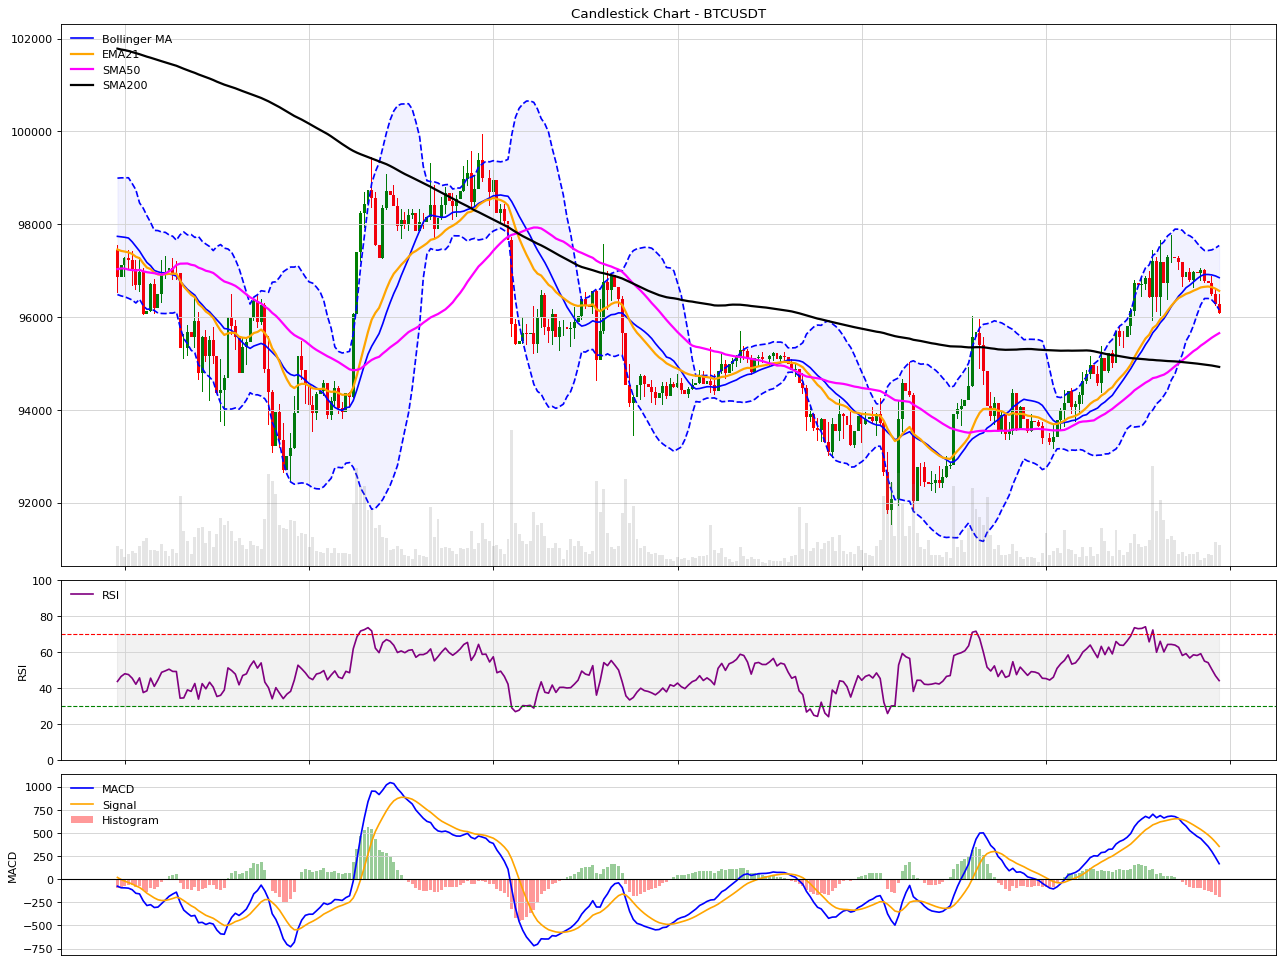 Candlestick Chart - BTCUSDT
Bollinger MA
EMA21
SMA50
SMA200
102000
100000
98000
96000
94000
92000
RSI
RSI
100
80
60
40
20
0
MACD
MACD
Signal
Histogram
1000
750
500
250
0
−250
−500
−750